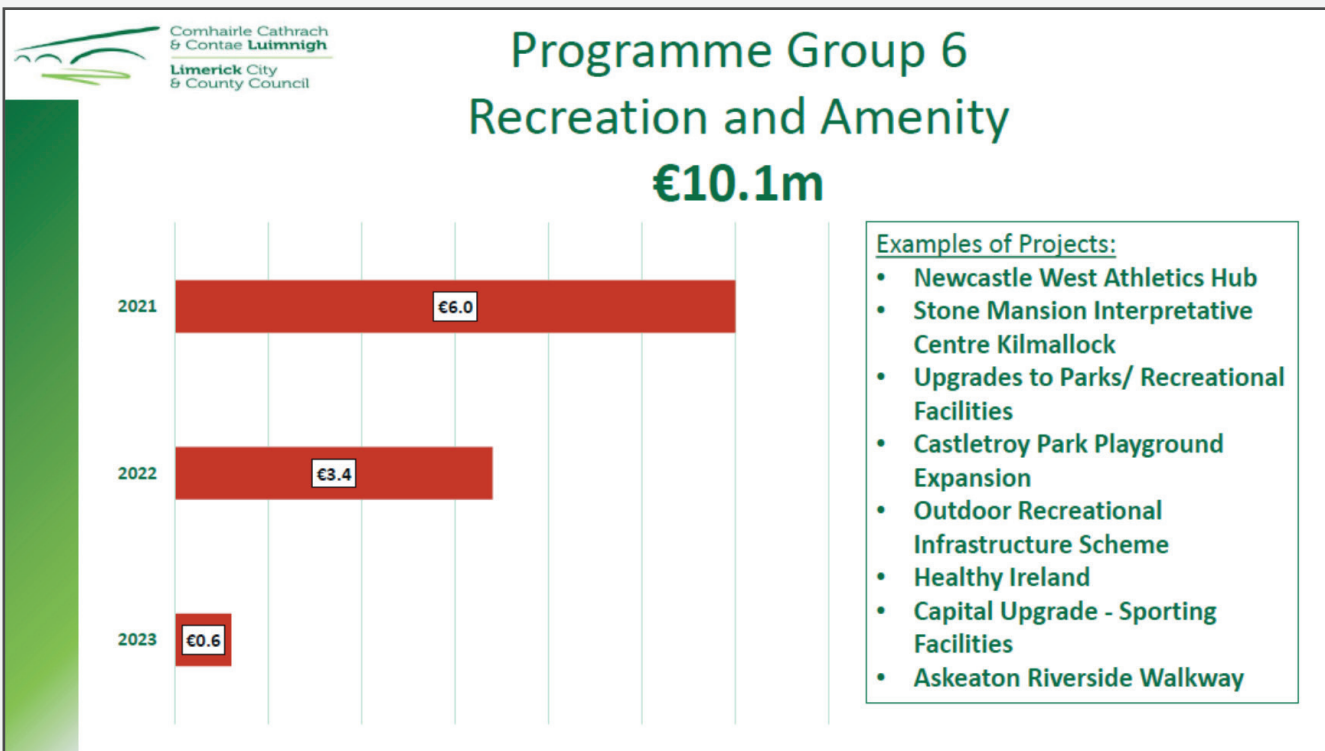 Comhairle Cathrach
& Contae Luimnigh
Limerick City
& County Council
Programme Group 6
Recreation and Amenity
€10.1m
2021
€6.0
2022
€3.4
2023
€0.6
Examples of Projects:
• Newcastle West Athletics Hub
• Stone Mansion Interpretative
Centre Kilmallock
• Upgrades to Parks/ Recreational
Facilities
• Castletroy Park Playground
Expansion
• Outdoor Recreational
Infrastructure Scheme
• Healthy Ireland
• Capital Upgrade - Sporting
Facilities
• Askeaton Riverside Walkway